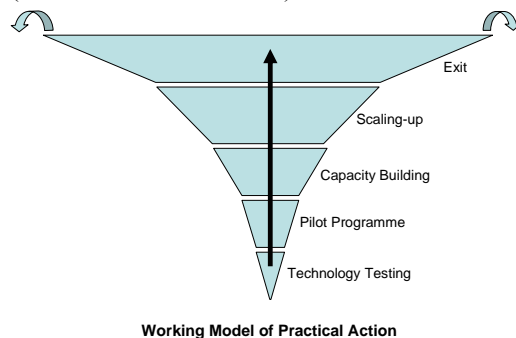 Exit
Scaling-up
Capacity Building
Pilot Programme
Technology Testing
Working Model of Practical Action